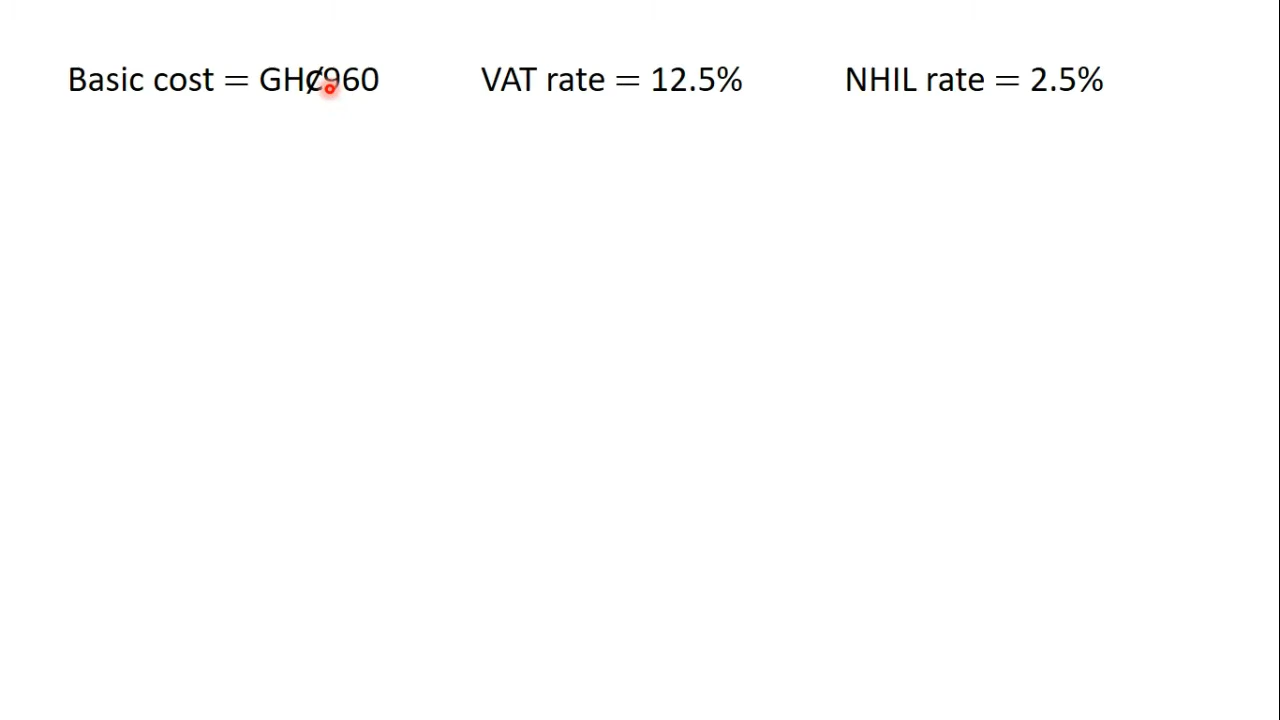 Basic cost = GH₵960 VAT rate = 12.5% NHIL rate = 2.5%